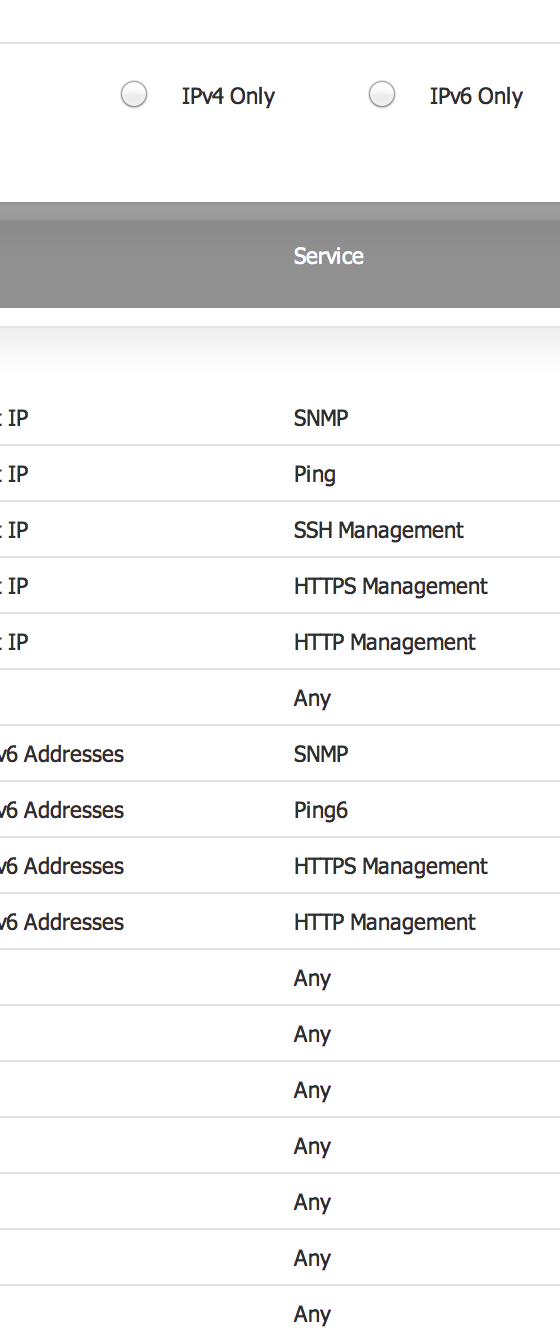 IPv4 Only IPv6 Only
Service
IP SNMP
IP Ping
IP SSH Management
IP HTTPS Management
IP HTTP Management
Any
v6 Addresses SNMP
v6 Addresses Ping6
v6 Addresses HTTPS Management
v6 Addresses HTTP Management
Any
Any
Any
Any
Any
Any
Any